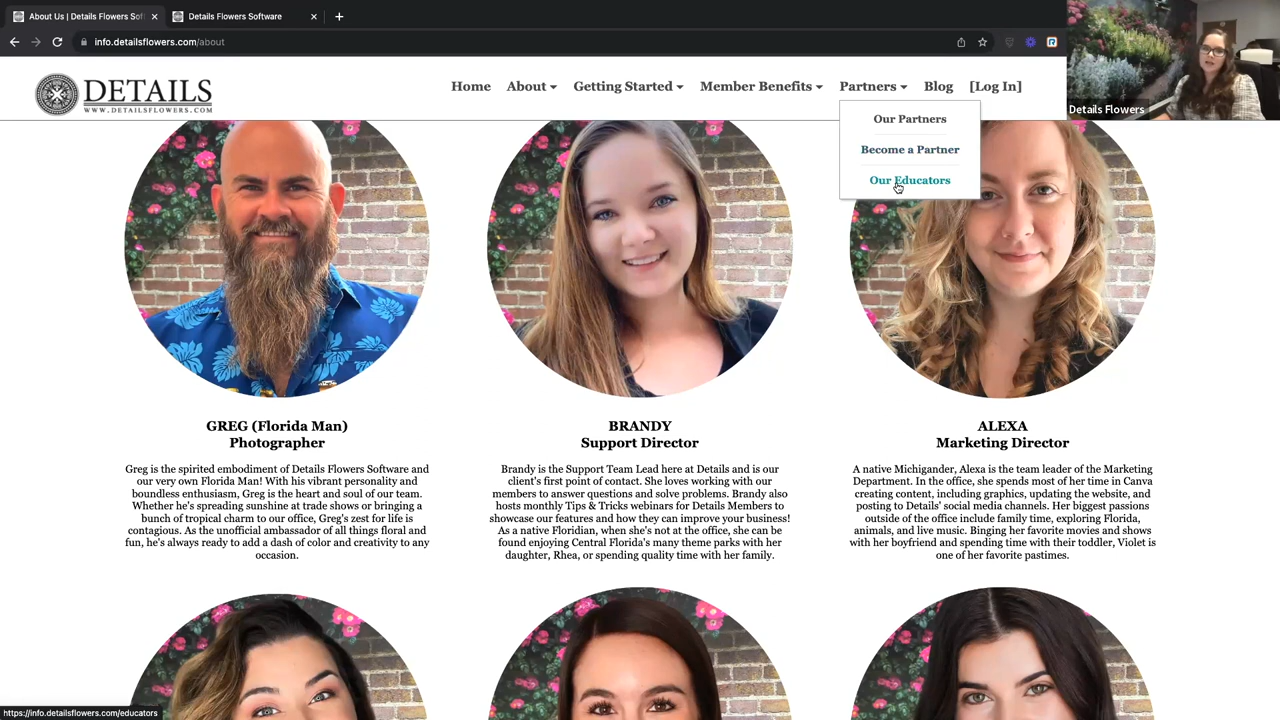 About Us | Details Flowers Sof
Details Flowers Software
info.detailsflowers.com/about
DETAILS
WWW.DETAILSFLOWERS.COM
Home About Getting Started Member Benefits Partners Blog [Log In]
Details Flowers
Our Partners
Become a Partner
Our Educators
GREG (Florida Man)
Photographer
Greg is the spirited embodiment of Details Flowers Software and
our very own Florida Man! With his vibrant personality and
boundless enthusiasm, Greg is the heart and soul of our team.
Whether he's spreading sunshine at trade shows or bringing a
bunch of tropical charm to our office, Greg's zest for life is
contagious. As the unofficial ambassador of all things floral and
fun, he's always ready to add a dash of color and creativity to any
occasion.
BRANDY
Support Director
Brandy is the Support Team Lead here at Details and is our
client's first point of contact. She loves working with our
members to answer questions and solve problems. Brandy also
hosts monthly Tips & Tricks webinars for Details Members to
showcase our features and how they can improve your business!
As a native Floridian, when she's not at the office, she can be
found enjoying Central Florida's many theme parks with her
daughter, Rhea, or spending quality time with her family.
ALEXA
Marketing Director
A native Michigander, Alexa is the team leader of the Marketing
Department. In the office, she spends most of her time in Canva
creating content, including graphics, updating the website, and
posting to Details' social media channels. Her biggest passions
outside of the office include family time, exploring Florida,
animals, and live music. Binging her favorite movies and shows
with her boyfriend and spending time with their toddler, Violet is
one of her favorite pastimes.
https://info.detailsflowers.com/educators